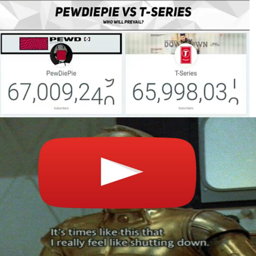 PEWDIEPIE VS T-SERIES
WHO WILL PREVAIL?
PEWD
PewDiePie
T-Series
67,009,24
65,998,03
It's times like this that
I really feel like shutting down.